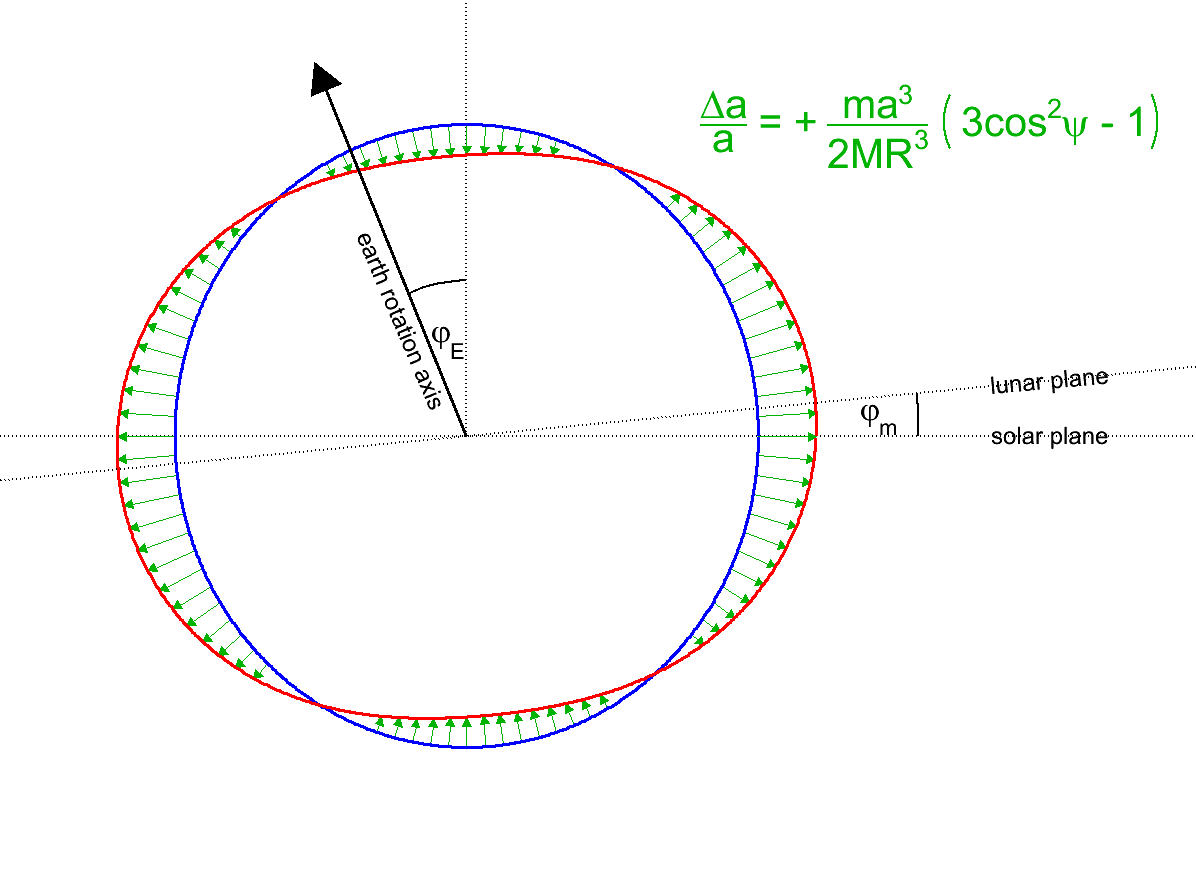 Δa/a = + ma³/2MR³ ( 3cos²ψ - 1)
earth rotation axis
φE
lunar plane
φm
solar plane